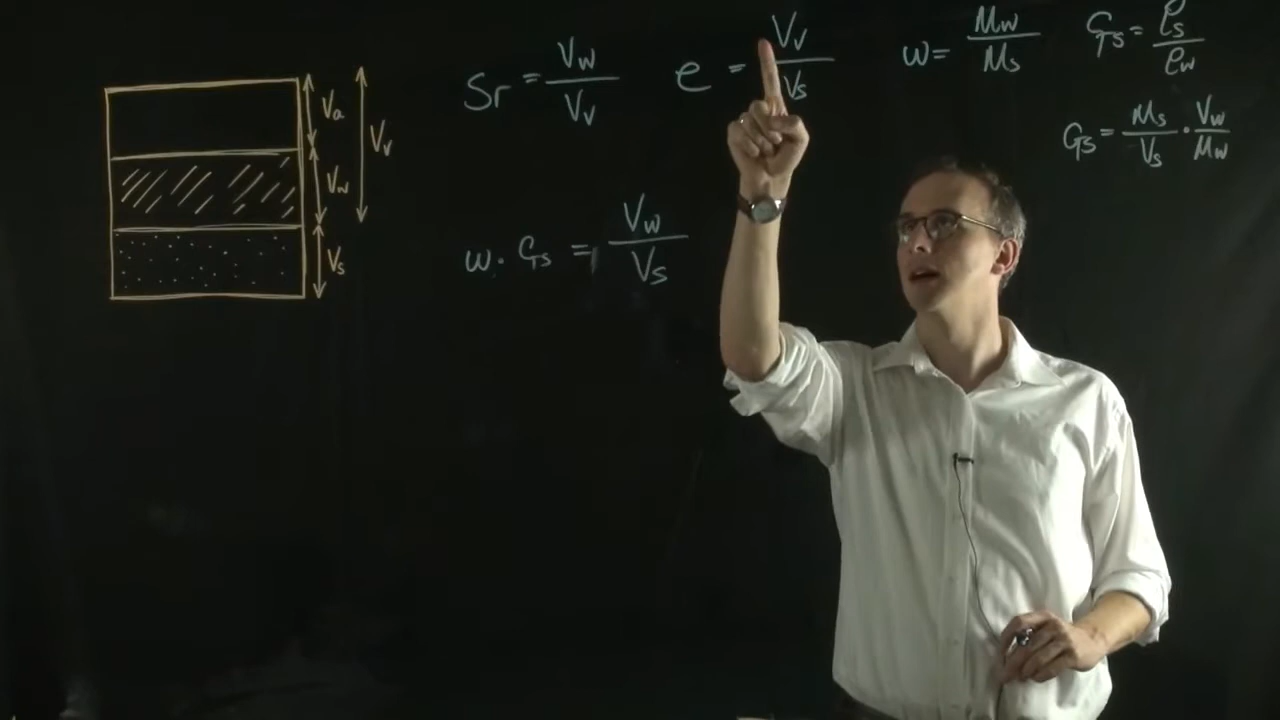 Va
Vv
Vw
Vs
Sr = Vw / Vv
e = Vv / Vs
w = Mw / Ms
Gs = ρs / ρw
Gs = Ms / Vs · Vw / Mw
w · Gs = Vw / Vs